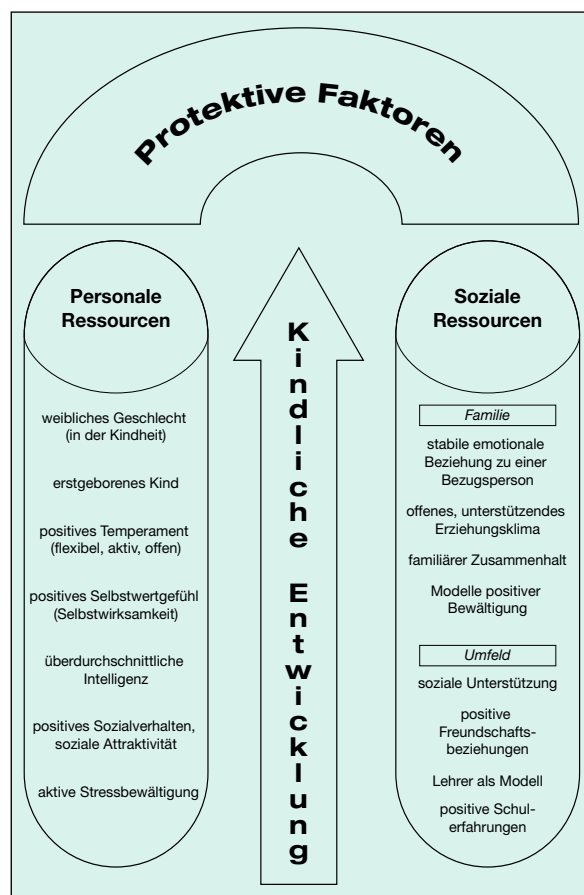 Protektive Faktoren
Personale
Ressourcen
weibliches Geschlecht
(in der Kindheit)
erstgeborenes Kind
positives Temperament
(flexibel, aktiv, offen)
positives Selbstwertgefühl
(Selbstwirksamkeit)
überdurchschnittliche
Intelligenz
positives Sozialverhalten,
soziale Attraktivität
aktive Stressbewältigung
Kindliche Entwicklung
Soziale
Ressourcen
Familie
stabile emotionale
Beziehung zu einer
Bezugsperson
offenes, unterstützendes
Erziehungsklima
familiärer Zusammenhalt
Modelle positiver
Bewältigung
Umfeld
soziale Unterstützung
positive
Freundschafts-
beziehungen
Lehrer als Modell
positive Schul-
erfahrungen